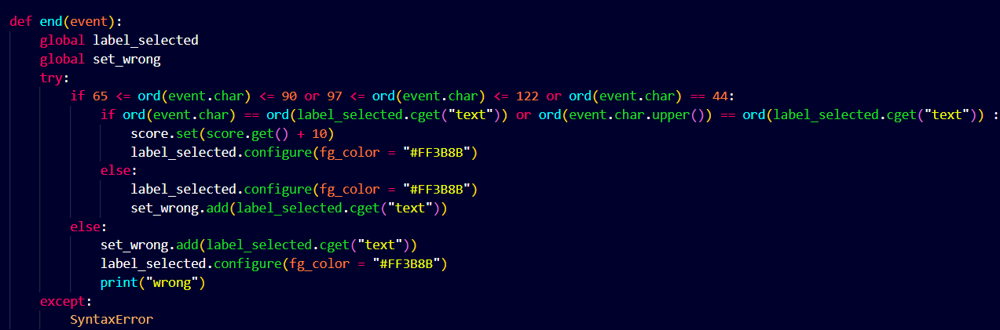 def end(event):
    global label_selected
    global set_wrong
    try:
        if 65 <= ord(event.char) <= 90 or 97 <= ord(event.char) <= 122 or ord(event.char) == 44:
            if ord(event.char) == ord(label_selected.cget("text")) or ord(event.char.upper()) == ord(label_selected.cget("text")) :
                score.set(score.get() + 10)
                label_selected.configure(fg_color = "#FF3B8B")
            else:
                label_selected.configure(fg_color = "#FF3B8B")
                set_wrong.add(label_selected.cget("text"))
        else:
            set_wrong.add(label_selected.cget("text"))
            label_selected.configure(fg_color = "#FF3B8B")
            print("wrong")
    except:
        SyntaxError